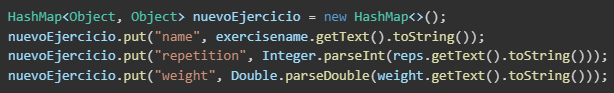 HashMap<Object, Object> nuevoEjercicio = new HashMap<>();
nuevoEjercicio.put("name", exercisename.getText().toString());
nuevoEjercicio.put("repetition", Integer.parseInt(reps.getText().toString()));
nuevoEjercicio.put("weight", Double.parseDouble(weight.getText().toString()));